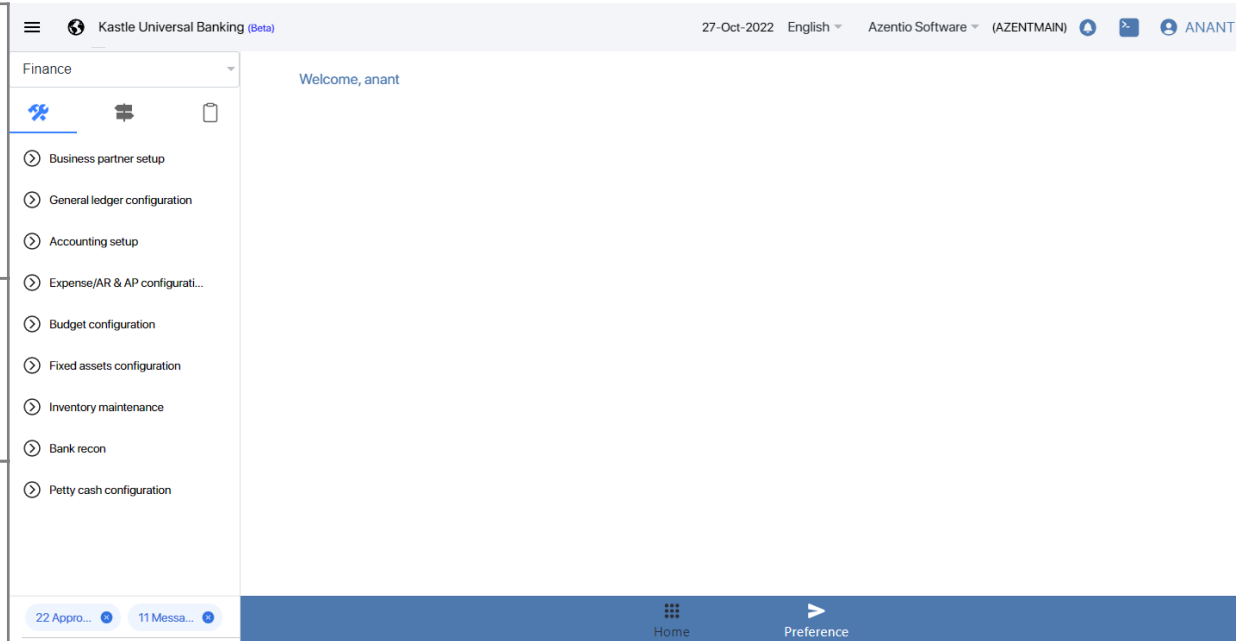 Kastle Universal Banking (Beta)
27-Oct-2022 English Azentio Software (AZENTMAIN) ANANT
Finance
Welcome, anant
Business partner setup
General ledger configuration
Accounting setup
Expense/AR & AP configurati...
Budget configuration
Fixed assets configuration
Inventory maintenance
Bank recon
Petty cash configuration
22 Appro... 11 Messa...
Home Preference